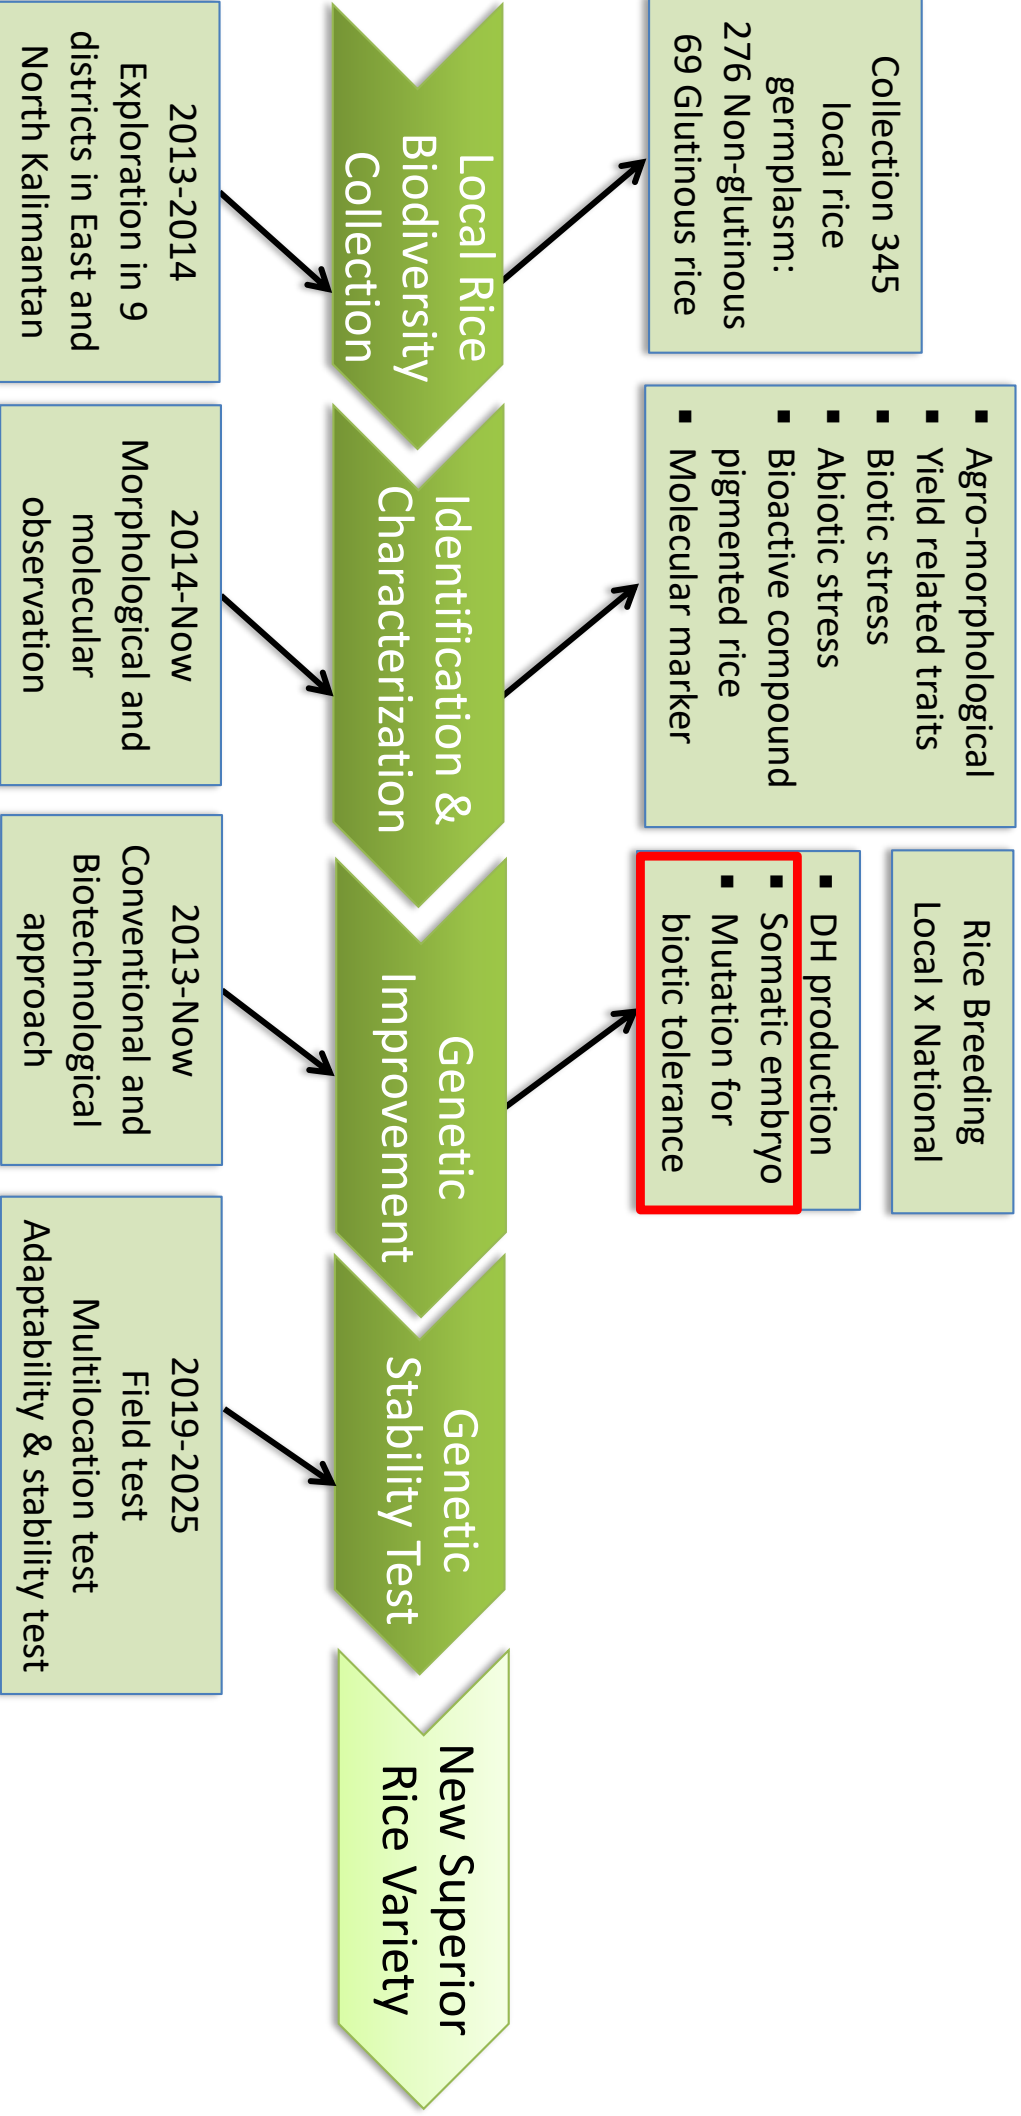 Collection 345
local rice
germplasm:
276 Non-glutinous
69 Glutinous rice
▪ Agro-morphological
▪ Yield related traits
▪ Biotic stress
▪ Abiotic stress
▪ Bioactive compound
pigmented rice
▪ Molecular marker
Rice Breeding
Local x National
▪ DH production
▪ Somatic embryo
▪ Mutation for
biotic tolerance
Local Rice
Biodiversity
Collection
Identification &
Characterization
Genetic
Improvement
Genetic
Stability Test
New Superior
Rice Variety
2013-2014
Exploration in 9
districts in East and
North Kalimantan
2014-Now
Morphological and
molecular
observation
2013-Now
Conventional and
Biotechnological
approach
2019-2025
Field test
Multilocation test
Adaptability & stability test